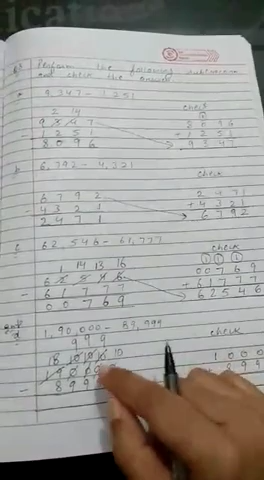 Perform the following subtraction
and check the answer
a 9,347 - 1,251
2 14 check
9 3 4 7 8 0 9 6
- 1 2 5 1 + 1 2 5 1
8 0 9 6 9 3 4 7
b 6,792 - 4,321
check
6 7 9 2 2 4 7 1
- 4 3 2 1 + 4 3 2 1
2 4 7 1 6 7 9 2
c 62,546 - 61,777
1 14 13 16 check
6 2 5 4 6 0 0 7 6 9
- 6 1 7 7 7 + 6 1 7 7 7
0 0 7 6 9 6 2 5 4 6
d 1,90,000 -
9 9 9 check
18 10 10 10 10
1 0 0 0